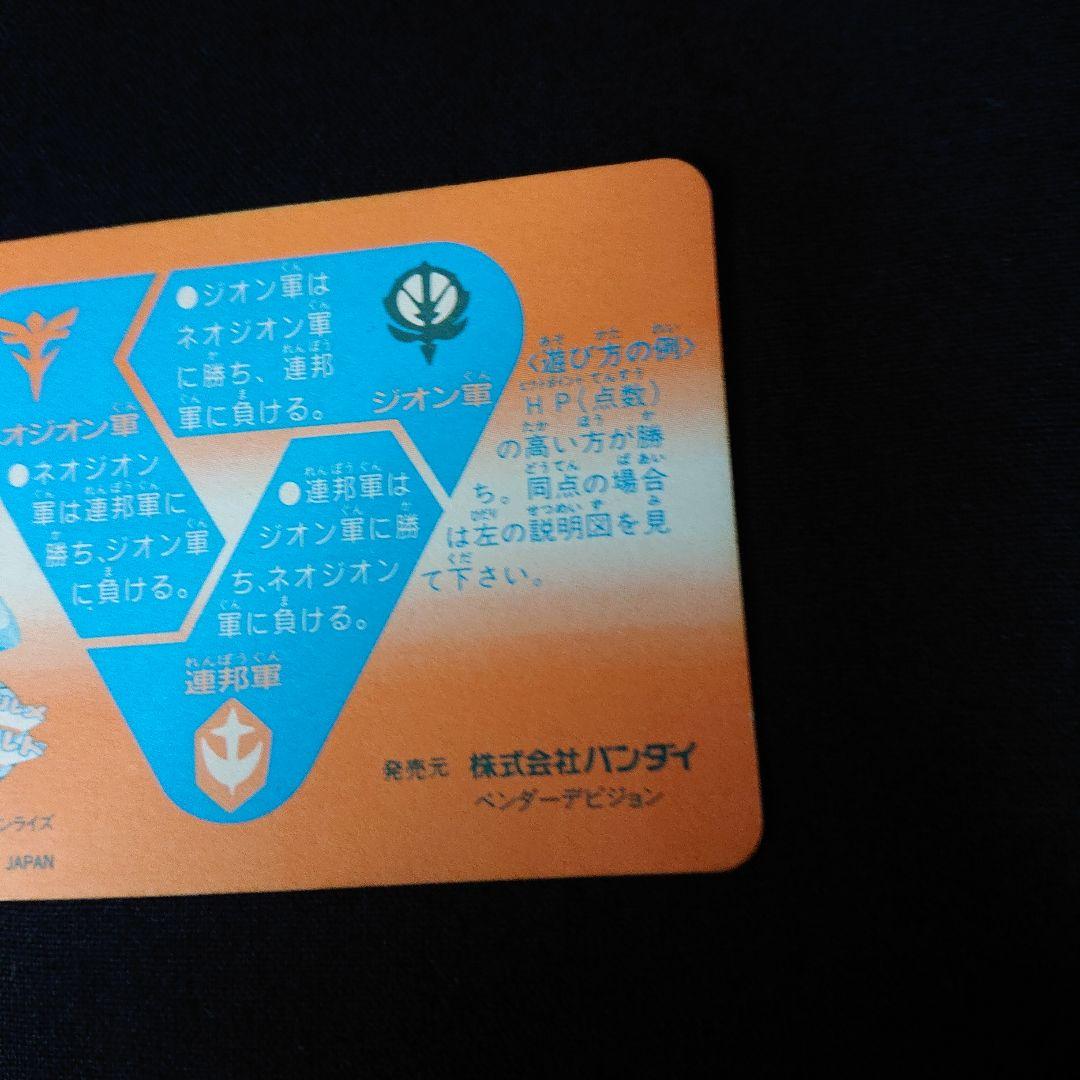 ●ジオン軍は
ネオジオン軍
に勝ち、連邦
軍に負ける。
ジオン軍
オジオン軍
●ネオジオン
軍は連邦軍に
勝ち、ジオン軍
に負ける。
●連邦軍は
ジオン軍に勝
ち、ネオジオン
軍に負ける。
連邦軍
〈遊び方の例〉
HP(点数)
の高い方が勝
ち。同点の場合
は左の説明図を見
て下さい。
発売元 株式会社バンダイ
ベンダーデビジョン
ンライズ
JAPAN